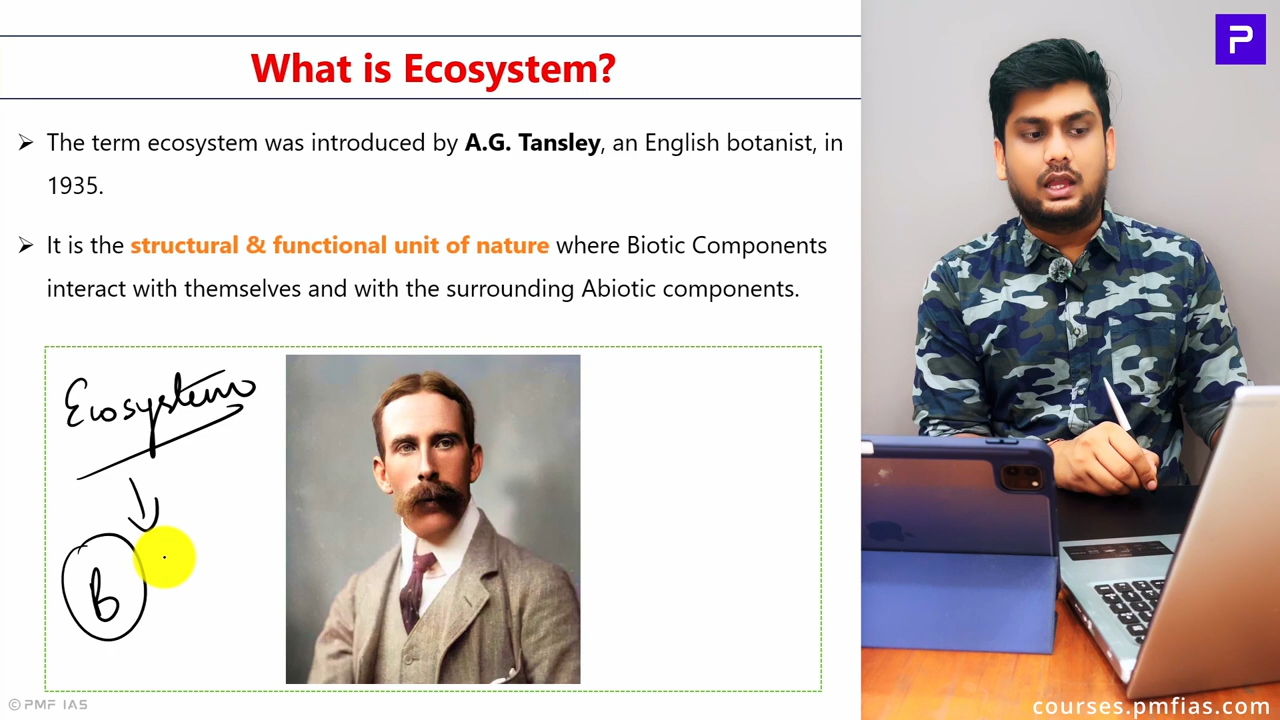 What is Ecosystem?
➢ The term ecosystem was introduced by A.G. Tansley, an English botanist, in
1935.
➢ It is the structural & functional unit of nature where Biotic Components
interact with themselves and with the surrounding Abiotic components.
Ecosystem
B
© PMF IAS
P
courses.pmfias.com